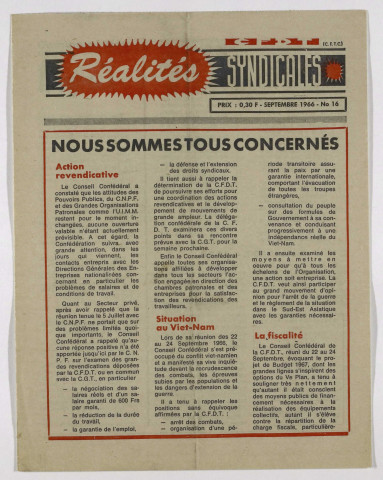 C F D T (C.F.T.C.)
Réalités SYNDICALES
PRIX : 0,30 F - SEPTEMBRE 1966 - No 16
NOUS SOMMES TOUS CONCERNÉS
Action
revendicative
Le Conseil Confédéral a
constaté que les attitudes des
Pouvoirs Publics, du C.N.P.F.
et des Grandes Organisations
Patronales comme l'U.I.M.M.
restent pour le moment in-
changées, aucune ouverture
valable n'étant actuellement
prévisible. A cet égard, la
Confédération suivra, avec
grande attention, dans les
jours qui viennent, les
contacts entrepris avec les
Directions Générales des En-
treprises nationalisées con-
cernant en particulier les
problèmes de salaires et de
conditions de travail.
Quant au Secteur privé,
après avoir rappelé que la
réunion tenue le 5 Juillet avec
le C.N.P.F. ne portait que sur
des problèmes limités quoi-
que importants, le Conseil
Confédéral a rappelé qu'au-
cune réponse positive n'a été
apportée jusqu'ici par le C. N.
P. F. sur l'examen des gran-
des revendications déposées
par la C.F.D.T. ou en commun
avec la C.G.T., en particulier :
— la négociation des sa-
laires réels et d'un sa-
laire garanti de 600 Frs
par mois,
— la réduction de la durée
du travail,
— la garantie de l'emploi,
— la défense et l'extension
des droits syndicaux.
Il tient aussi à rappeler la
détermination de la C.F.D.T.
de poursuivre ses efforts pour
une coordination des actions
revendicatives et le dévelop-
pement de mouvements de
grande ampleur. La déléga-
tion confédérale de la C. F.
D. T. examinera ces divers
points dans sa rencontre
prévue avec la C.G.T. pour la
semaine prochaine.
Enfin le Conseil Confédéral
appelle toutes ses organisa-
tions affiliées à développer
dans tous les secteurs l'ac-
tion engagée en direction des
chambres patronales et des
entreprises pour la satisfac-
tion des revendications des
travailleurs.
Situation
au Viet-Nam
Lors de sa réunion des 22
au 24 Septembre 1966, le
Conseil Confédéral s'est pré-
occupé du conflit vietnamien
et a manifesté sa vive inquié-
tude devant la recrudescence
des combats, les épreuves
subies par les populations et
les dangers d'extension de la
guerre.
Il a tenu à rappeler les
positions sans équivoque
affirmées par la C.F.D.T. :
— arrêt des combats,
— organisation d'une pé-
riode transitoire assu-
rant la paix par une
garantie internationale,
comportant l'évacuation
de toutes les troupes
étrangères,
— consultation du peuple
sur des formules de
Gouvernement à sa con-
venance et conduisant
progressivement à une
indépendance réelle du
Viet-Nam.
Il a ensuite examiné les
moyens à mettre en
oeuvre pour qu'à tous les
échelons de l'Organisation,
une action soit entreprise. La
C.F.D.T. veut ainsi participer
au grand mouvement d'opi-
nion pour l'arrêt de la guerre
et le règlement de la situation
dans le Sud-Est Asiatique
avec les garanties nécessai-
res.
La fiscalité
Le Conseil Confédéral de
la C.F.D.T., réuni du 22 au 24
Septembre, évoquant le pro-
jet de Budget 1967, dont les
grandes lignes s'inspirent des
options du Ve Plan, a tenu à
souligner très nettement
qu'autant il était conscient
des moyens publics de finan-
cement nécessaires à la
réalisation des équipements
collectifs, autant il s'élève
contre la répartition de la
charge fiscale, particulière-